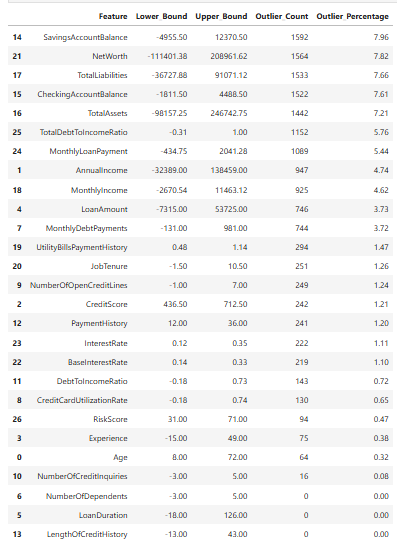 Feature Lower_Bound Upper_Bound Outlier_Count Outlier_Percentage
14 SavingsAccountBalance -4955.50 12370.50 1592 7.96
21 NetWorth -111401.38 208961.62 1564 7.82
17 TotalLiabilities -36727.88 91071.12 1533 7.66
15 CheckingAccountBalance -1811.50 4488.50 1522 7.61
16 TotalAssets -98157.25 246742.75 1442 7.21
25 TotalDebtToIncomeRatio -0.31 1.00 1152 5.76
24 MonthlyLoanPayment -434.75 2041.28 1089 5.44
1 AnnualIncome -32389.00 138459.00 947 4.74
18 MonthlyIncome -2670.54 11463.12 925 4.62
4 LoanAmount -7315.00 53725.00 746 3.73
7 MonthlyDebtPayments -131.00 981.00 744 3.72
19 UtilityBillsPaymentHistory 0.48 1.14 294 1.47
20 JobTenure -1.50 10.50 251 1.26
9 NumberOfOpenCreditLines -1.00 7.00 249 1.24
2 CreditScore 436.50 712.50 242 1.21
12 PaymentHistory 12.00 36.00 241 1.20
23 InterestRate 0.12 0.35 222 1.11
22 BaseInterestRate 0.14 0.33 219 1.10
11 DebtToIncomeRatio -0.18 0.73 143 0.72
8 CreditCardUtilizationRate -0.18 0.74 130 0.65
26 RiskScore 31.00 71.00 94 0.47
3 Experience -15.00 49.00 75 0.38
0 Age 8.00 72.00 64 0.32
10 NumberOfCreditInquiries -3.00 5.00 16 0.08
6 NumberOfDependents -3.00 5.00 0 0.00
5 LoanDuration -18.00 126.00 0 0.00
13 LengthOfCreditHistory -13.00 43.00 0 0.00